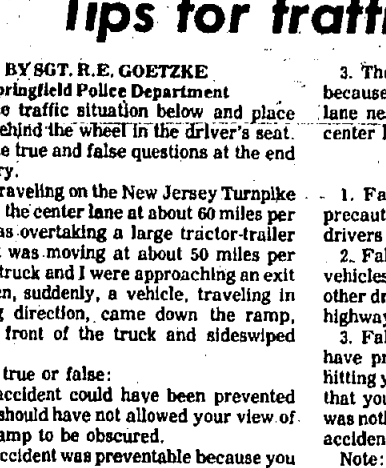 Tips for traff
BY SGT. R.E. GOETZKE
pringfield Police Department
e traffic situation below and place
ehind the wheel in the driver's seat.
e true and false questions at the end
ry.
raveling on the New Jersey Turnpike
the center lane at about 60 miles per
as overtaking a large tractor-trailer
t was moving at about 50 miles per
truck and I were approaching an exit
en, suddenly, a vehicle, traveling in
g direction, came down the ramp,
front of the truck and sideswiped
true or false:
accident could have been prevented
should have not allowed your view of
amp to be obscured.
ccident was preventable because you
3. The
because
lane ne
center l
1. Fa
precaut
drivers
2. Fal
vehicles
other dr
highway
3. Fal
have pr
hitting y
that you
was noth
acciden
Note: